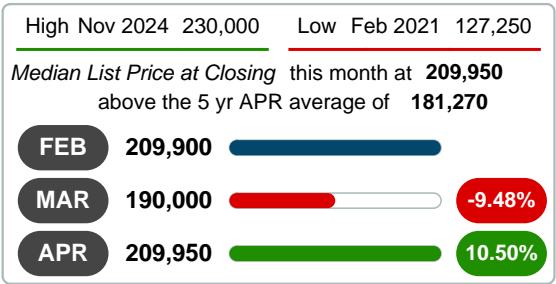 High Nov 2024 230,000 Low Feb 2021 127,250
Median List Price at Closing this month at 209,950
above the 5 yr APR average of 181,270
FEB 209,900
MAR 190,000 -9.48%
APR 209,950 10.50%